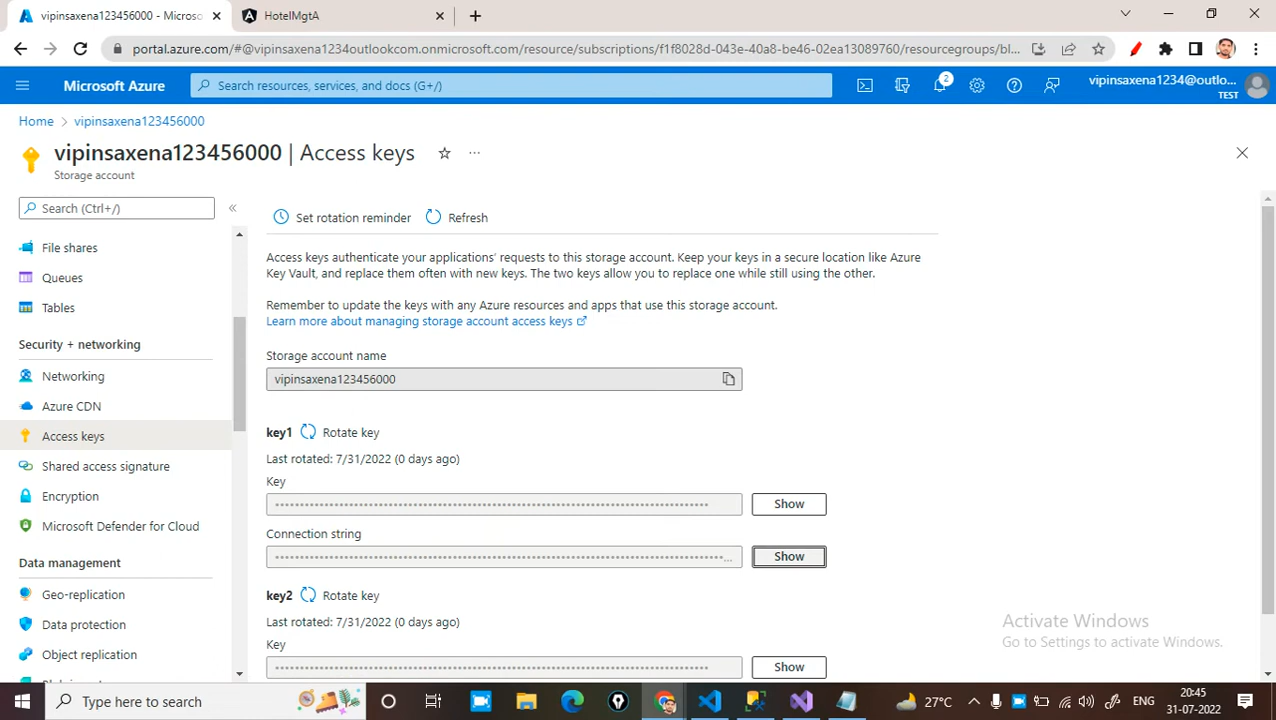 vipinsaxena123456000 - Microso
HotelMgtA
portal.azure.com/#@vipinsaxena1234outlookcom.onmicrosoft.com/resource/subscriptions/f1f8028d-043e-40a8-be46-02ea13089760/resourcegroups/bl...
Microsoft Azure
Search resources, services, and docs (G+/)
2
vipinsaxena1234@outlo...
TEST
Home > vipinsaxena123456000
vipinsaxena123456000 | Access keys
Storage account
Search (Ctrl+/)
File shares
Queues
Tables
Security + networking
Networking
Azure CDN
Access keys
Shared access signature
Encryption
Microsoft Defender for Cloud
Data management
Geo-replication
Data protection
Object replication
Set rotation reminder
Refresh
Access keys authenticate your applications' requests to this storage account. Keep your keys in a secure location like Azure
Key Vault, and replace them often with new keys. The two keys allow you to replace one while still using the other.
Remember to update the keys with any Azure resources and apps that use this storage account.
Learn more about managing storage account access keys
Storage account name
vipinsaxena123456000
key1 Rotate key
Last rotated: 7/31/2022 (0 days ago)
Key
Show
Connection string
Show
key2 Rotate key
Last rotated: 7/31/2022 (0 days ago)
Key
Show
Activate Windows
Go to Settings to activate Windows.
Type here to search
27°C
ENG
20:45
31-07-2022